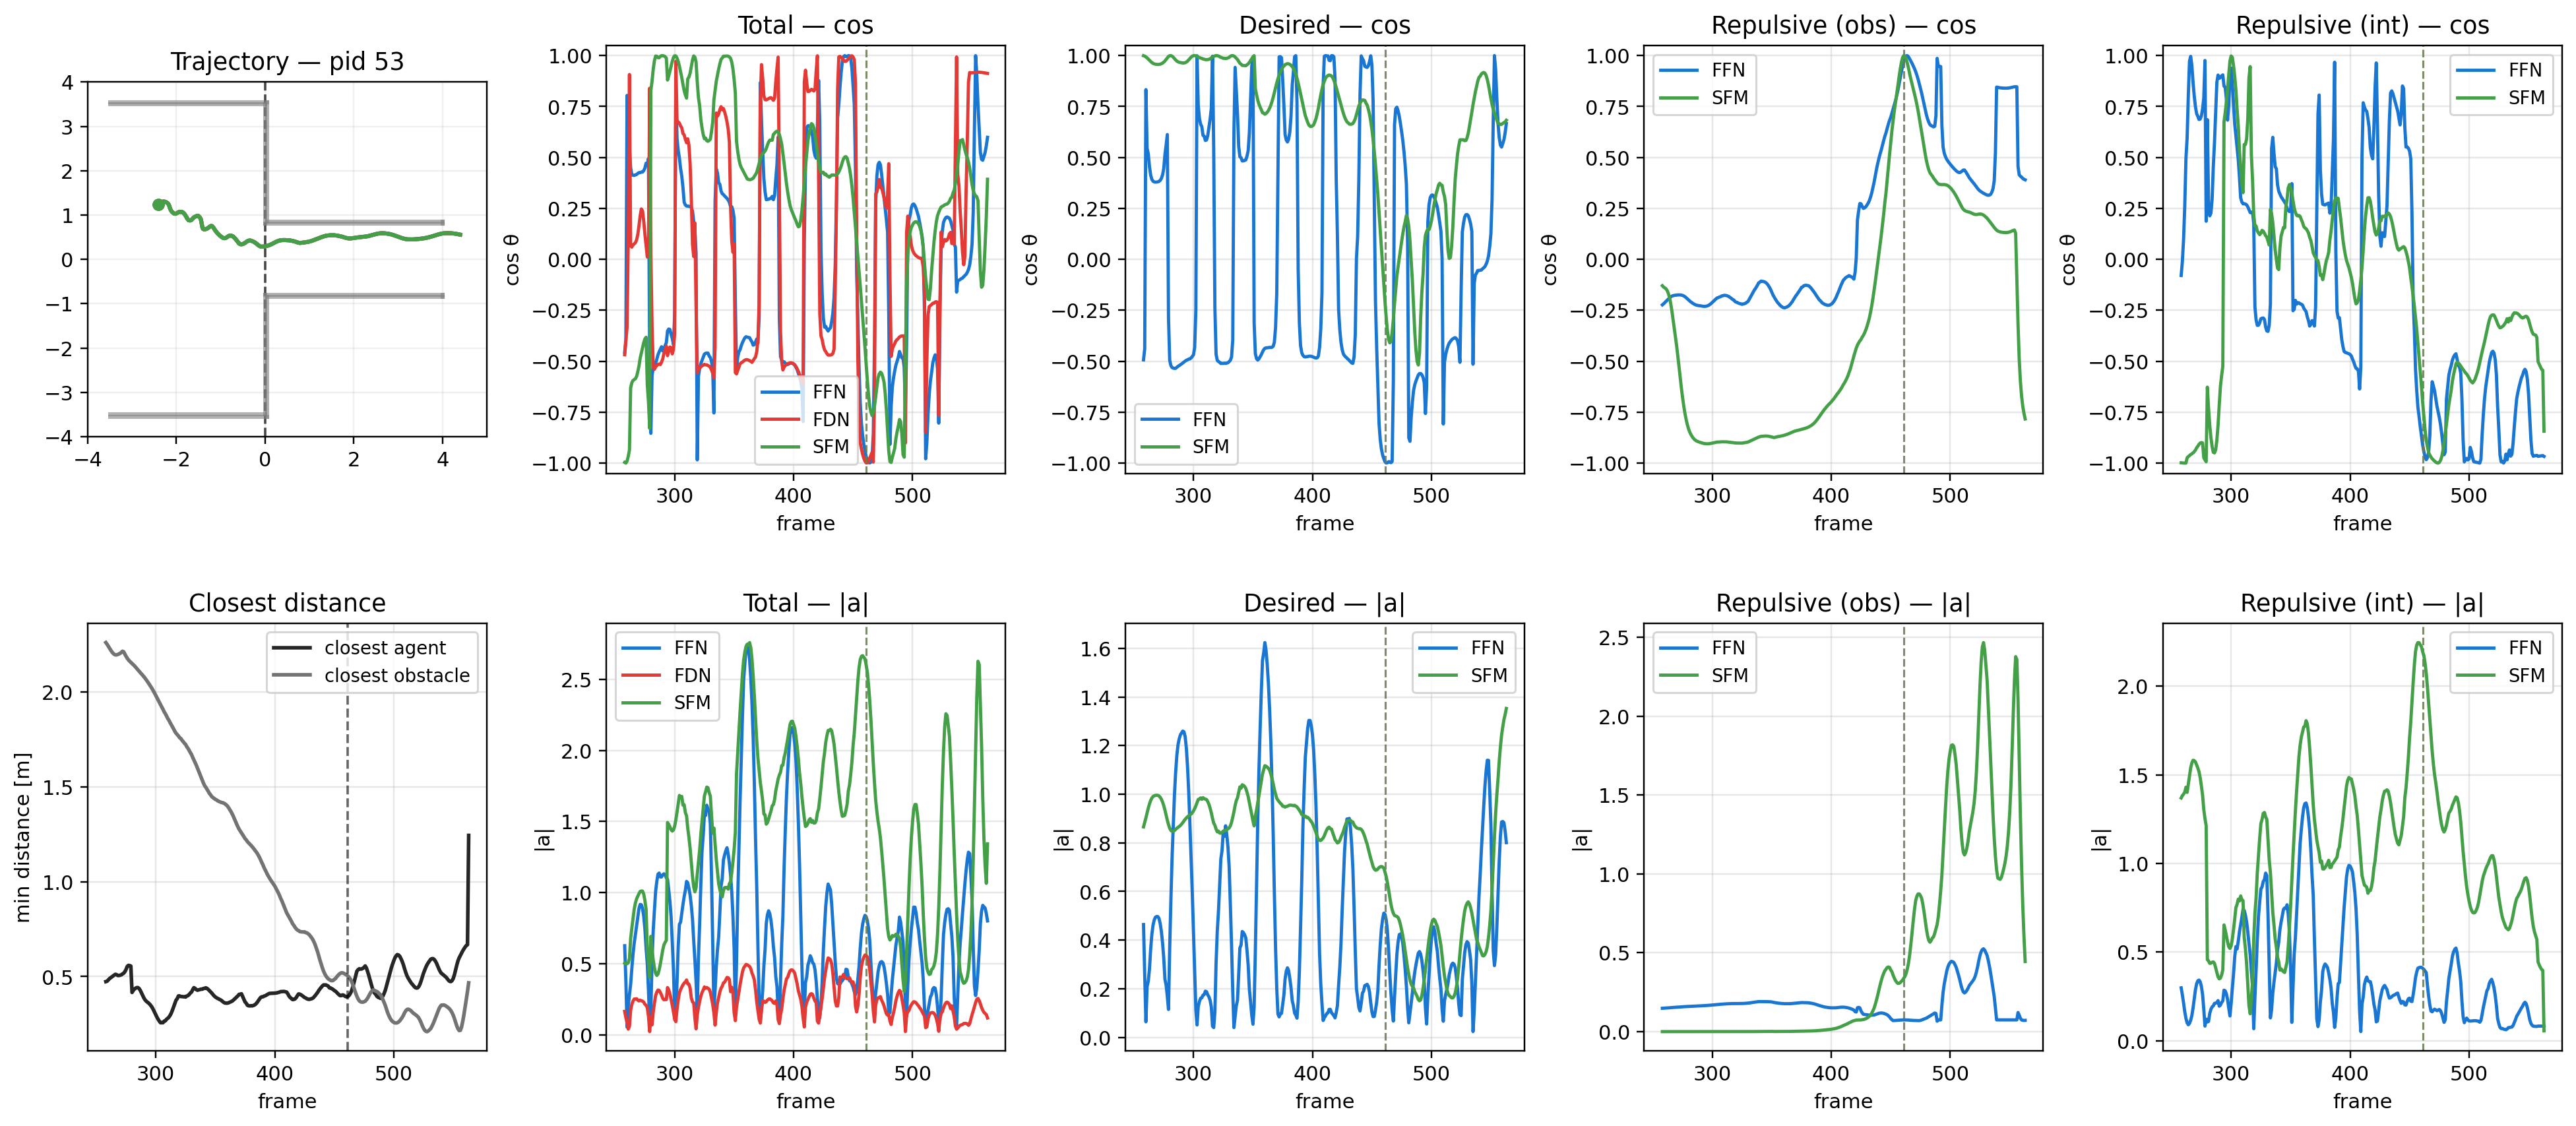 Trajectory — pid 53
4
3
2
1
0
−1
−2
−3
−4
−4
−2
0
2
4
Total — cos
cos θ
1.00
0.75
0.50
0.25
0.00
−0.25
−0.50
−0.75
−1.00
FFN
FDN
SFM
300
400
500
frame
Desired — cos
cos θ
1.00
0.75
0.50
0.25
0.00
−0.25
−0.50
−0.75
−1.00
FFN
SFM
300
400
500
frame
Repulsive (obs) — cos
cos θ
1.00
0.75
0.50
0.25
0.00
−0.25
−0.50
−0.75
−1.00
FFN
SFM
300
400
500
frame
Repulsive (int) — cos
cos θ
1.00
0.75
0.50
0.25
0.00
−0.25
−0.50
−0.75
−1.00
FFN
SFM
300
400
500
frame
Closest distance
min distance [m]
2.0
1.5
1.0
0.5
closest agent
closest obstacle
300
400
500
frame
Total — |a|
|a|
2.5
2.0
1.5
1.0
0.5
0.0
FFN
FDN
SFM
300
400
500
frame
Desired — |a|
|a|
1.6
1.4
1.2
1.0
0.8
0.6
0.4
0.2
0.0
FFN
SFM
300
400
500
frame
Repulsive (obs) — |a|
|a|
2.5
2.0
1.5
1.0
0.5
0.0
FFN
SFM
300
400
500
frame
Repulsive (int) — |a|
|a|
2.0
1.5
1.0
0.5
0.0
FFN
SFM
300
400
500
frame